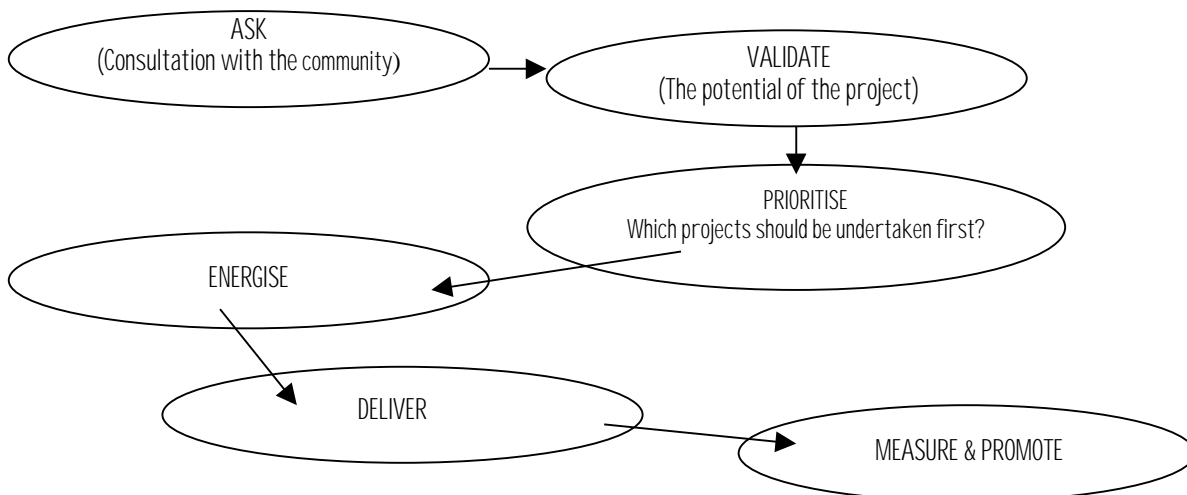 ASK
(Consultation with the community)
VALIDATE
(The potential of the project)
PRIORITISE
Which projects should be undertaken first?
ENERGISE
DELIVER
MEASURE & PROMOTE